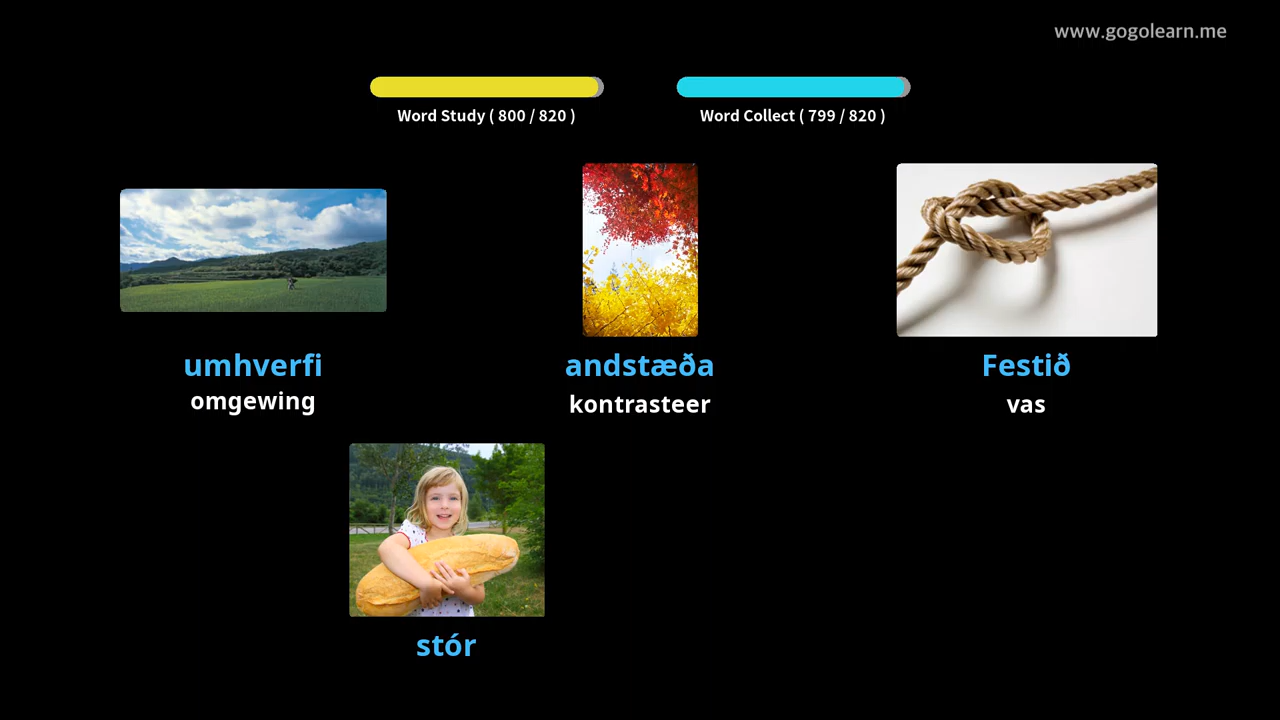 www.gogolearn.me
Word Study ( 800 / 820 )
Word Collect ( 799 / 820 )
umhverfi
omgewing
andstæða
kontrasteer
Festið
vas
stór